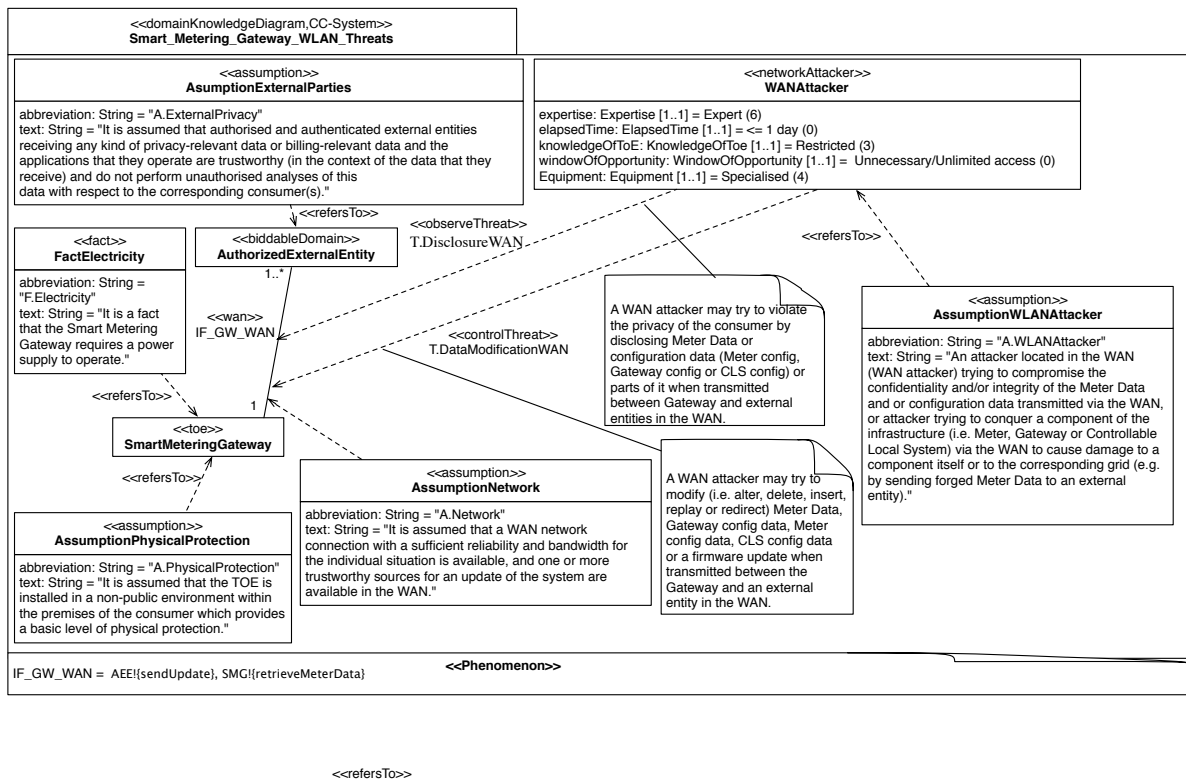 <<domainKnowledgeDiagram,CC-System>>
Smart_Metering_Gateway_WLAN_Threats
<<assumption>>
AsumptionExternalParties
abbreviation: String = "A.ExternalPrivacy"
text: String = "It is assumed that authorised and authenticated external entities
receiving any kind of privacy-relevant data or billing-relevant data and the
applications that they operate are trustworthy (in the context of the data that they
receive) and do not perform unauthorised analyses of this
data with respect to the corresponding consumer(s)."
<<networkAttacker>>
WANAttacker
expertise: Expertise [1..1] = Expert (6)
elapsedTime: ElapsedTime [1..1] = <= 1 day (0)
knowledgeOfToE: KnowledgeOfToe [1..1] = Restricted (3)
windowOfOpportunity: WindowOfOpportunity [1..1] = Unnecessary/Unlimited access (0)
Equipment: Equipment [1..1] = Specialised (4)
<<refersTo>>
<<observeThreat>>
T.DisclosureWAN
<<refersTo>>
<<fact>>
FactElectricity
abbreviation: String =
"F.Electricity"
text: String = "It is a fact
that the Smart Metering
Gateway requires a power
supply to operate."
<<biddableDomain>>
AuthorizedExternalEntity
1..*
<<wan>>
IF_GW_WAN
<<controlThreat>>
T.DataModificationWAN
A WAN attacker may try to violate
the privacy of the consumer by
disclosing Meter Data or
configuration data (Meter config,
Gateway config or CLS config) or
parts of it when transmitted
between Gateway and external
entities in the WAN.
<<assumption>>
AssumptionWLANAttacker
abbreviation: String = "A.WLANAttacker"
text: String = "An attacker located in the WAN
(WAN attacker) trying to compromise the
confidentiality and/or integrity of the Meter Data
and or configuration data transmitted via the WAN,
or attacker trying to conquer a component of the
infrastructure (i.e. Meter, Gateway or Controllable
Local System) via the WAN to cause damage to a
component itself or to the corresponding grid (e.g.
by sending forged Meter Data to an external
entity)."
<<refersTo>>
1
<<toe>>
SmartMeteringGateway
<<refersTo>>
<<assumption>>
AssumptionNetwork
abbreviation: String = "A.Network"
text: String = "It is assumed that a WAN network
connection with a sufficient reliability and bandwidth for
the individual situation is available, and one or more
trustworthy sources for an update of the system are
available in the WAN."
A WAN attacker may try to
modify (i.e. alter, delete, insert,
replay or redirect) Meter Data,
Gateway config data, Meter
config data, CLS config data
or a firmware update when
transmitted between the
Gateway and an external
entity in the WAN.
<<assumption>>
AssumptionPhysicalProtection
abbreviation: String = "A.PhysicalProtection"
text: String = "It is assumed that the TOE is
installed in a non-public environment within
the premises of the consumer which provides
a basic level of physical protection."
<<Phenomenon>>
IF_GW_WAN = AEE!{sendUpdate}, SMG!{retrieveMeterData}
<<refersTo>>